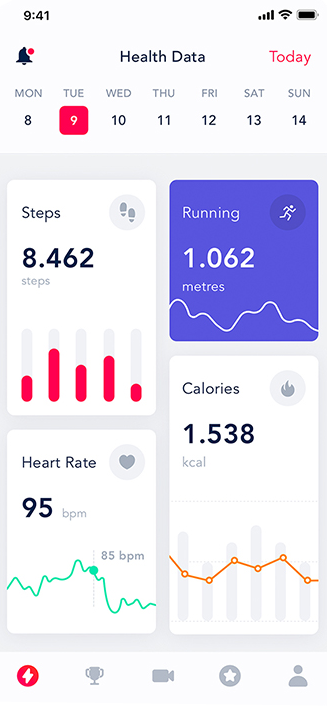 9:41
Health Data
Today
MON TUE WED THU FRI SAT SUN
8 9 10 11 12 13 14
Steps
8.462
steps
Running
1.062
metres
Calories
1.538
kcal
Heart Rate
95 bpm
85 bpm